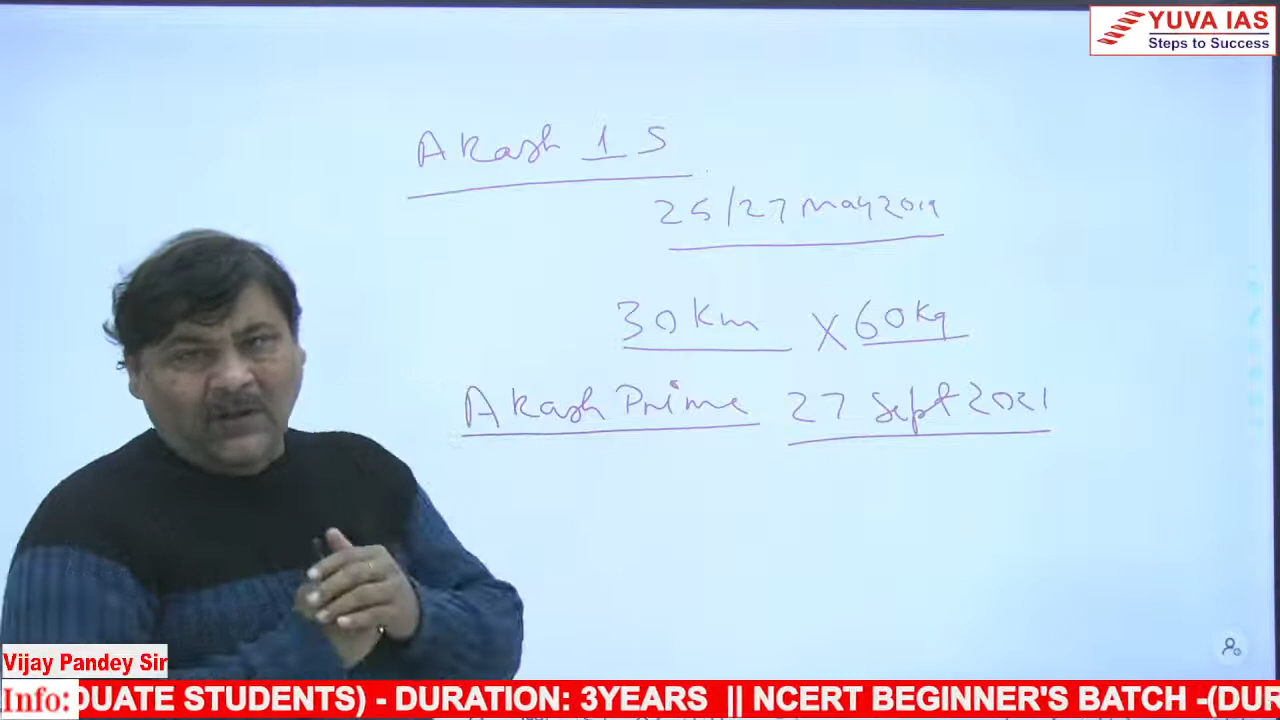 YUVA IAS
Steps to Success
Akash 1 S
25/27 May 2019
30 Km X 60 Kg
Akash Prime 27 Sept 2021
Vijay Pandey Sir
Info: DUATE STUDENTS) - DURATION: 3YEARS || NCERT BEGINNER'S BATCH -(DUR